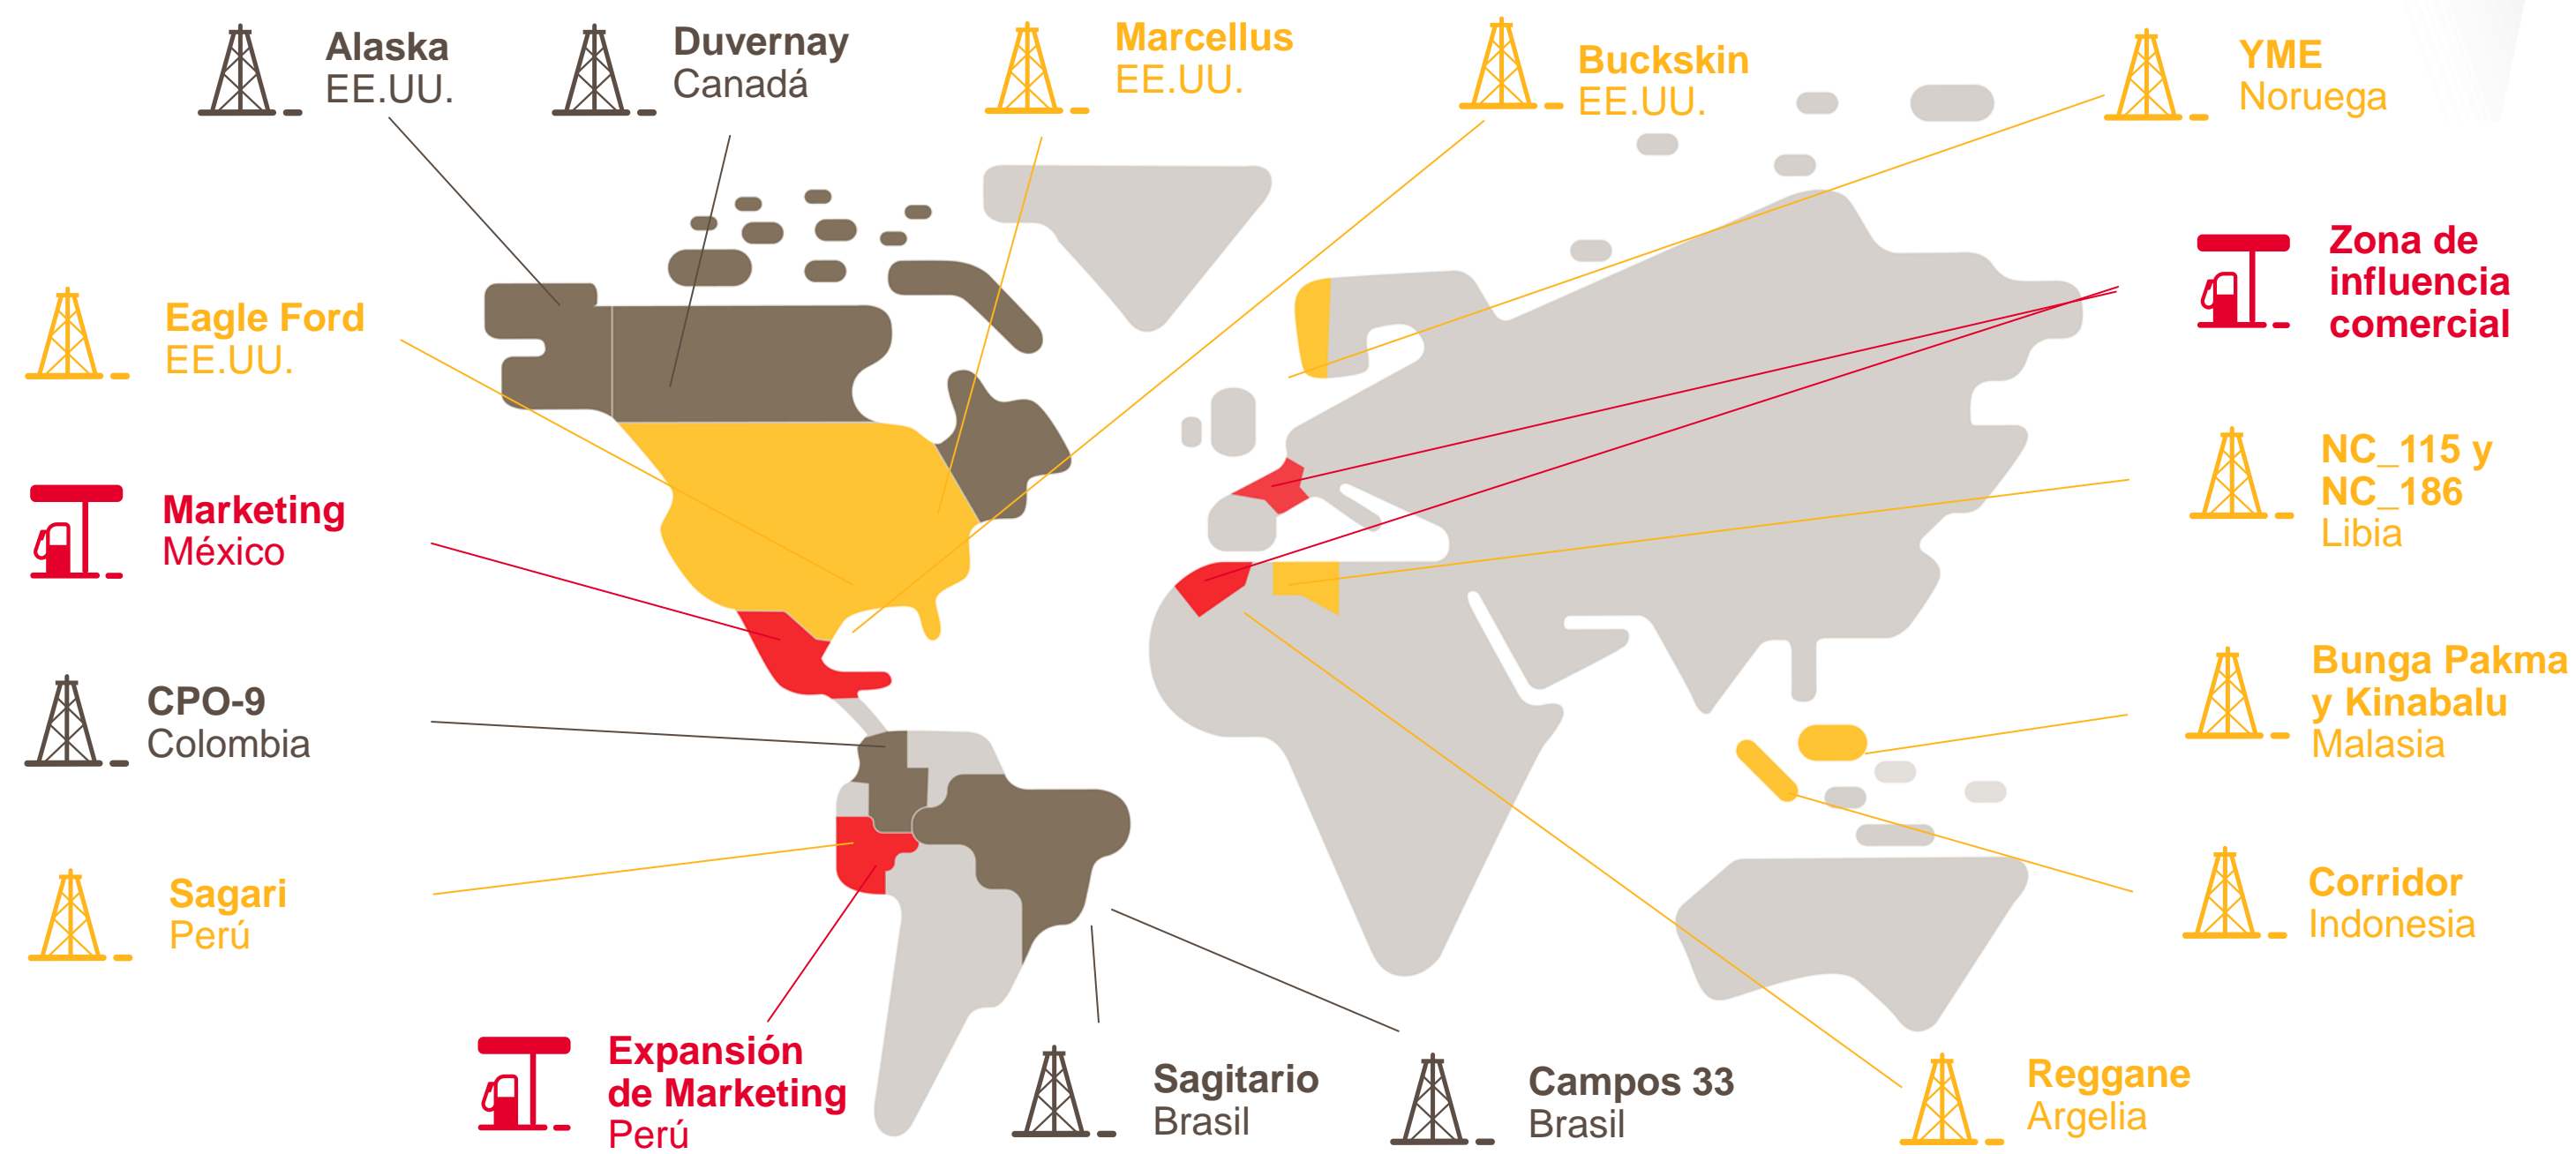 Alaska
EE.UU.
Duvernay
Canadá
Marcellus
EE.UU.
Buckskin
EE.UU.
YME
Noruega
Zona de
influencia
comercial
Eagle Ford
EE.UU.
NC_115 y
NC_186
Libia
Marketing
México
Bunga Pakma
y Kinabalu
Malasia
CPO-9
Colombia
Corridor
Indonesia
Sagari
Perú
Expansión
de Marketing
Perú
Sagitario
Brasil
Campos 33
Brasil
Reggane
Argelia